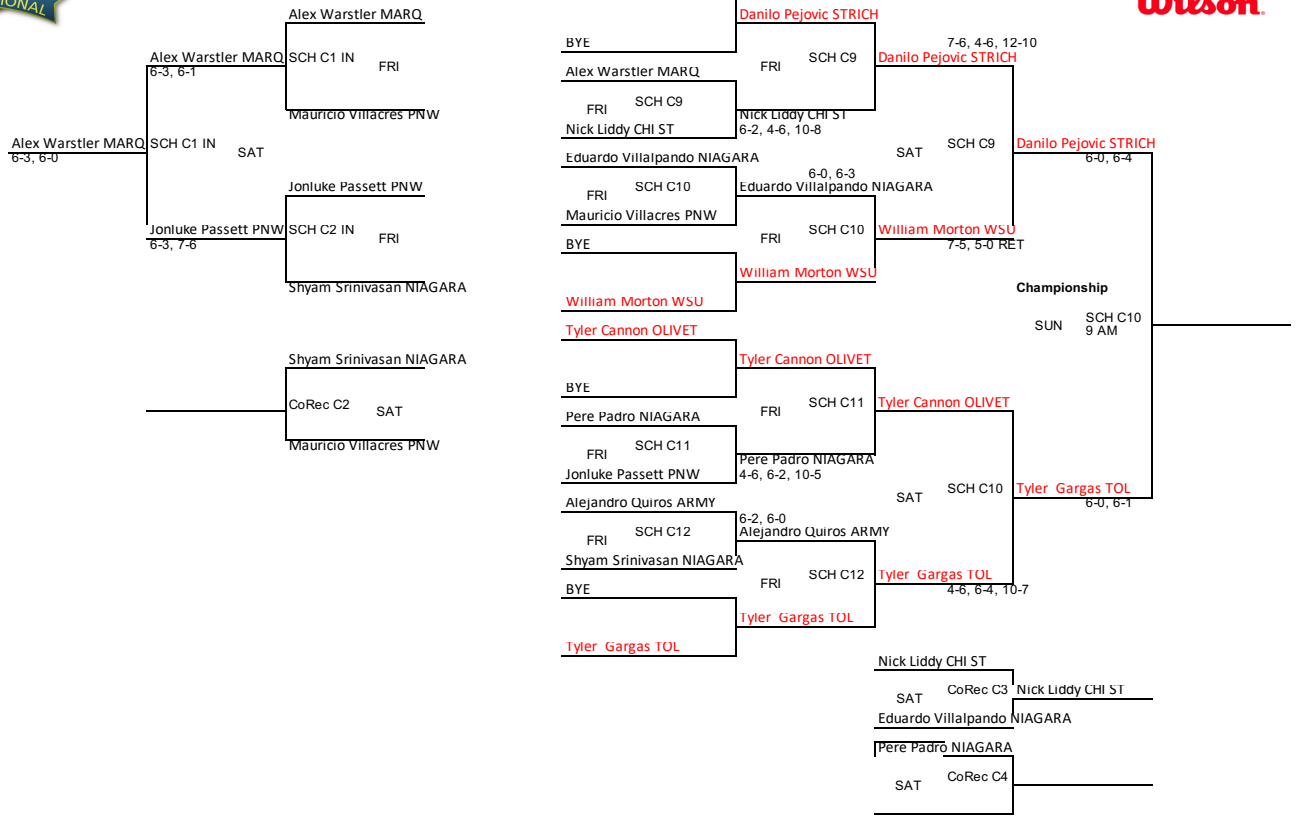 IONAL
Wilson.
Alex Warstler MARQ
Danilo Pejovic STRICH
BYE
7-6, 4-6, 12-10
Alex Warstler MARQ
SCH C1 IN
FRI
SCH C9
Danilo Pejovic STRICH
6-3, 6-1
Alex Warstler MARQ
FRI
SCH C9
Mauricio Villacres PNW
Nick Liddy CHI ST
Nick Liddy CHI ST
6-2, 4-6, 10-8
Alex Warstler MARQ
SCH C1 IN
SAT
6-3, 6-0
Eduardo Villalpando NIAGARA
SAT
SCH C9
Danilo Pejovic STRICH
6-0, 6-4
6-0, 6-3
Jonluke Passett PNW
FRI
SCH C10
Eduardo Villalpando NIAGARA
Mauricio Villacres PNW
Jonluke Passett PNW
SCH C2 IN
FRI
6-3, 7-6
BYE
FRI
SCH C10
William Morton WSU
7-5, 5-0 RET
William Morton WSU
Shyam Srinivasan NIAGARA
Championship
William Morton WSU
SUN
SCH C10
9 AM
Tyler Cannon OLIVET
Shyam Srinivasan NIAGARA
Tyler Cannon OLIVET
BYE
CoRec C2
SAT
FRI
SCH C11
Tyler Cannon OLIVET
Pere Padro NIAGARA
Mauricio Villacres PNW
FRI
SCH C11
Pere Padro NIAGARA
Jonluke Passett PNW
4-6, 6-2, 10-5
SAT
SCH C10
Tyler Gargas TOL
6-0, 6-1
Alejandro Quiros ARMY
6-2, 6-0
FRI
SCH C12
Alejandro Quiros ARMY
Shyam Srinivasan NIAGARA
FRI
SCH C12
Tyler Gargas TOL
BYE
4-6, 6-4, 10-7
Tyler Gargas TOL
Tyler Gargas TOL
Nick Liddy CHI ST
SAT
CoRec C3
Nick Liddy CHI ST
Eduardo Villalpando NIAGARA
Pere Padro NIAGARA
SAT
CoRec C4